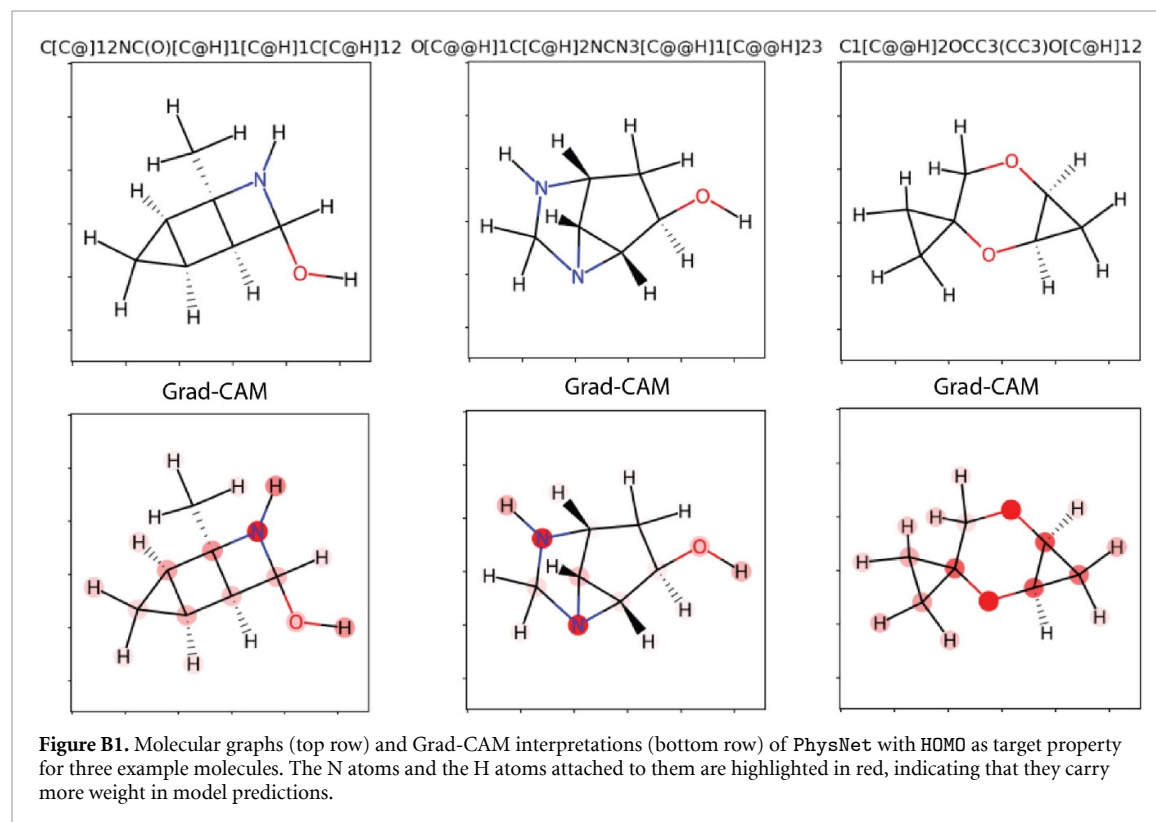 C[C@]12NC(O)[C@H]1[C@H]1C[C@H]12 O[C@@H]1C[C@H]2NCN3[C@@H]1[C@@H]23 C1[C@@H]2OCC3(CC3)O[C@H]12
H H H
H H
N
H H
H
O H
H H
H
H H
H H
N
H H
O H
H H
N H
H
H
H O H
H
H H
O
H H
H H
Grad-CAM Grad-CAM Grad-CAM
H H H
H H
N
H H
H
O H
H H
H
H H
H H
N
H H
O H
H H
N H
H
H
H H
H
H H
H H
H H
Figure B1. Molecular graphs (top row) and Grad-CAM interpretations (bottom row) of PhysNet with HOMO as target property
for three example molecules. The N atoms and the H atoms attached to them are highlighted in red, indicating that they carry
more weight in model predictions.